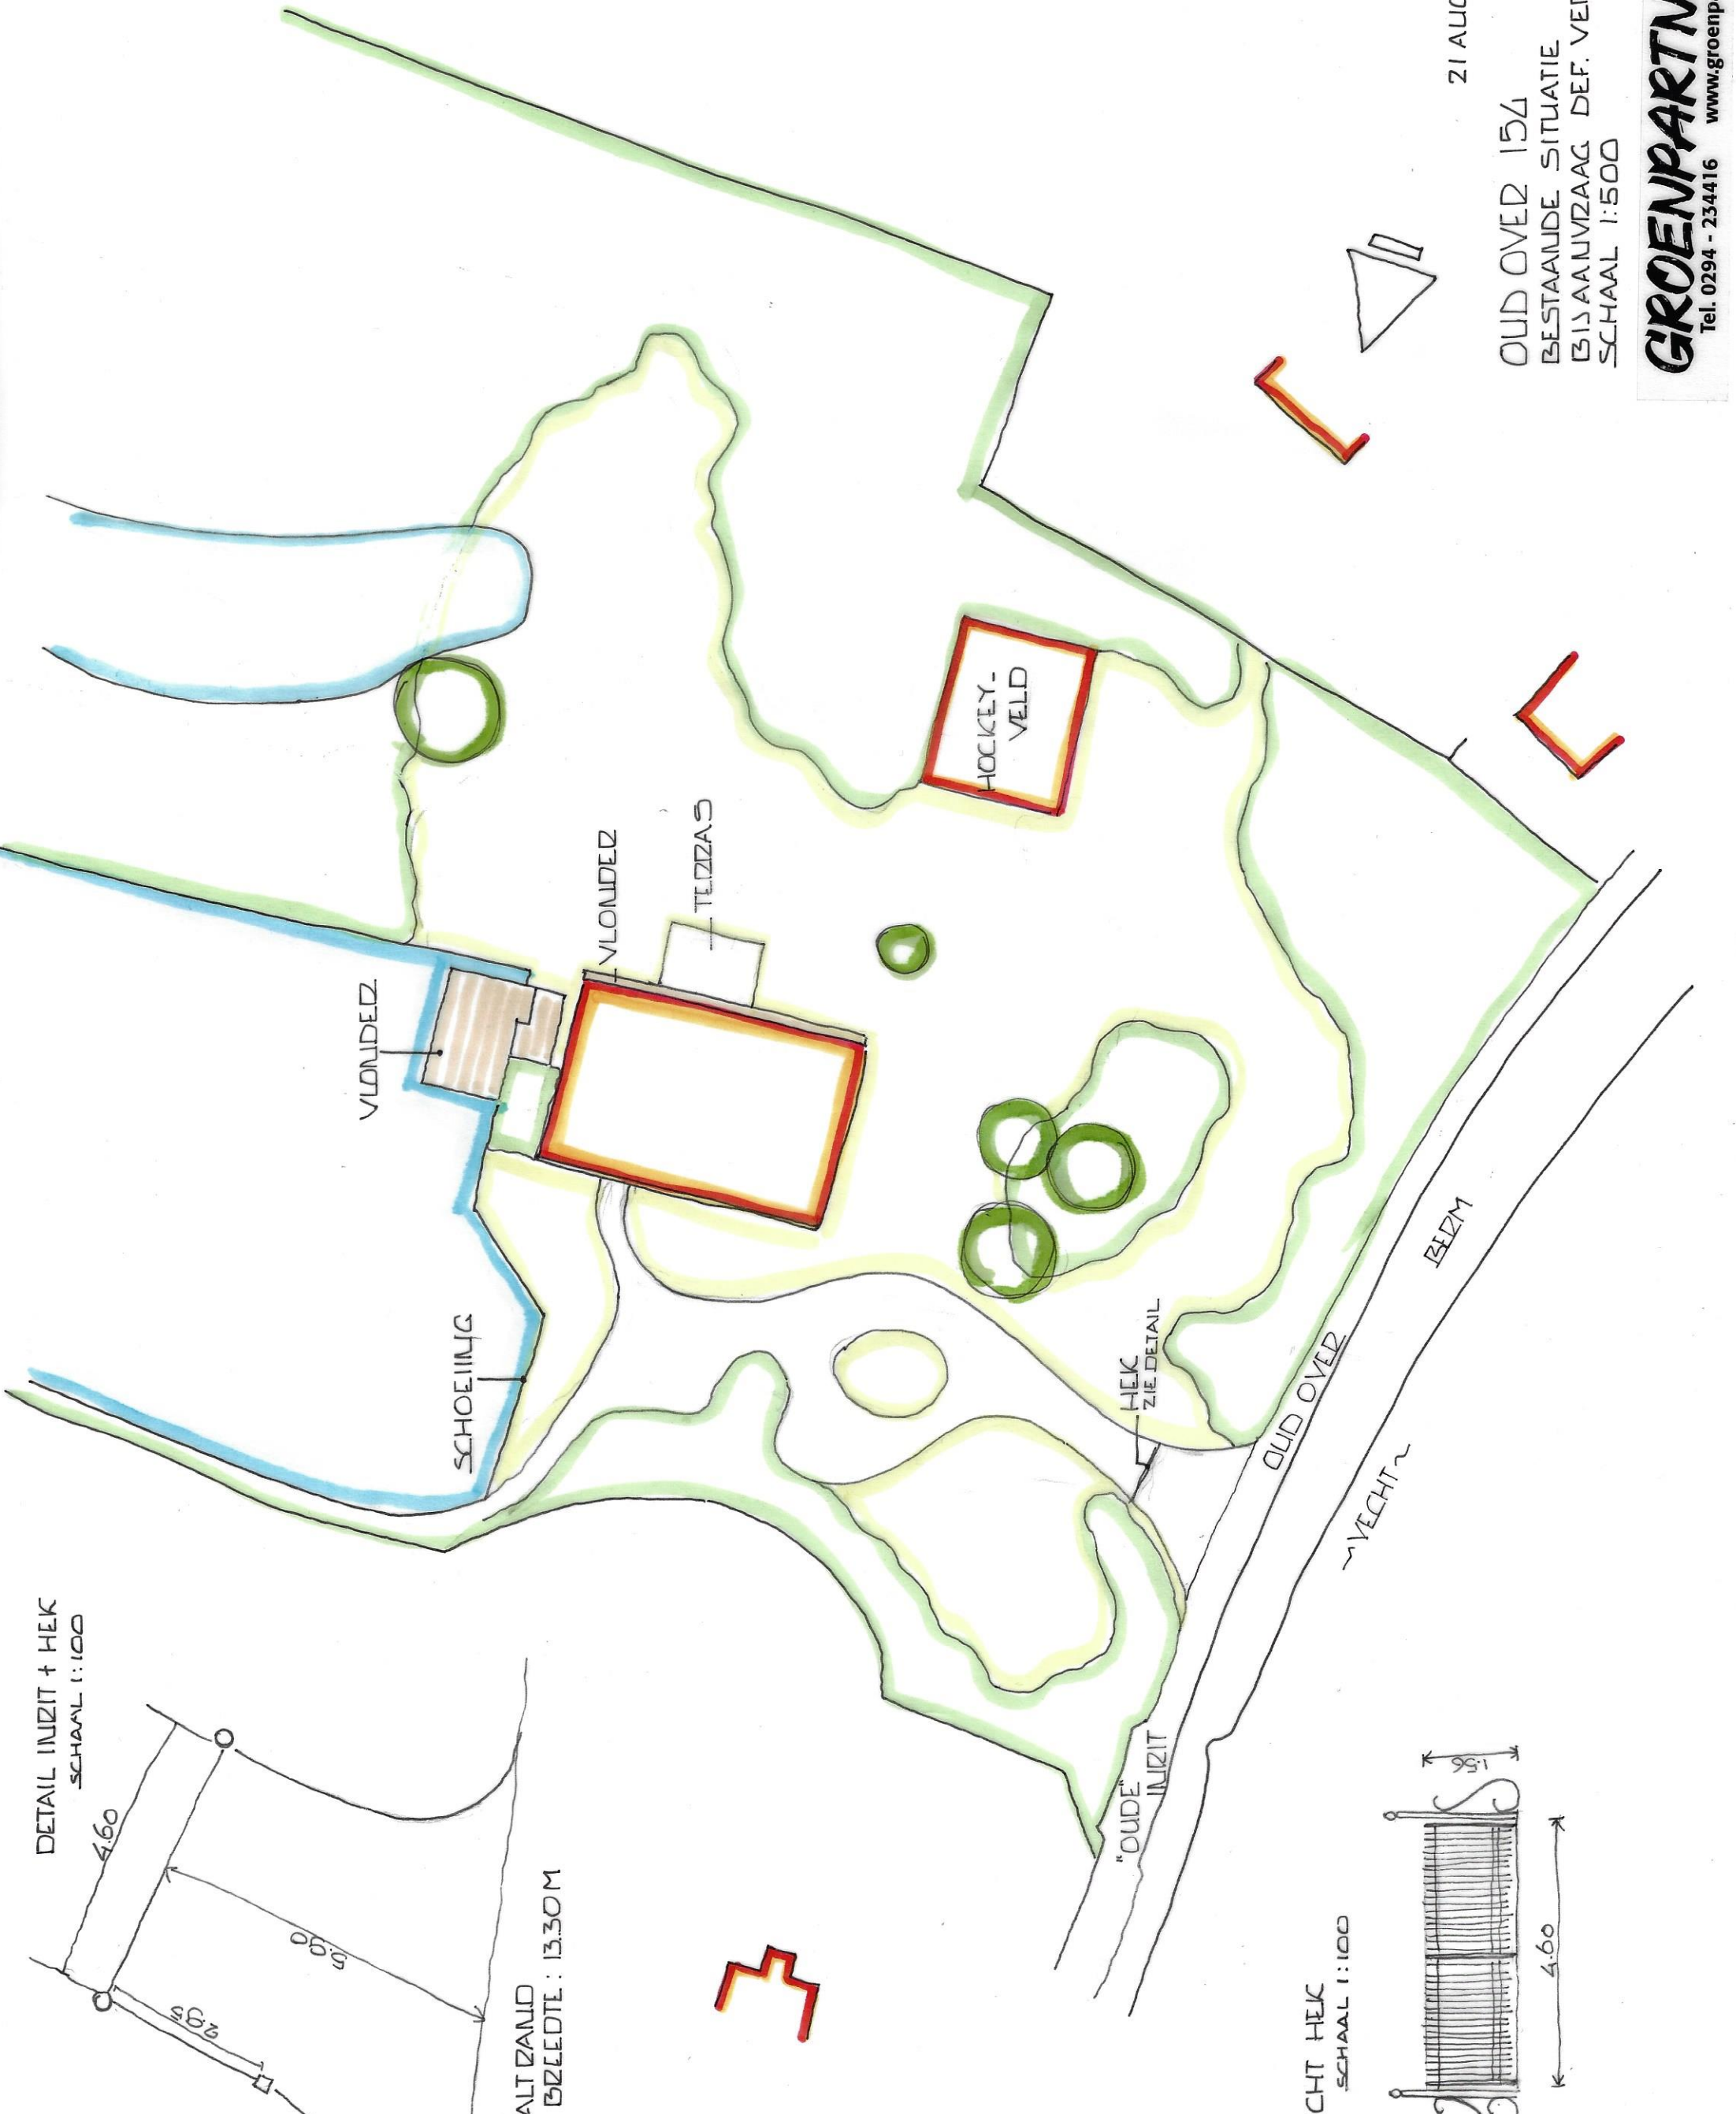 DETAIL INRIT + HEK
SCHAAL 1:100
4.60
5.90
2.95
ALT RAND
BREEDTE : 13.30 M
SCHOEIING
VLONDER
VLONDER
TERRAS
HOCKEY-
VELD
HEK
ZIE DETAIL
OUD OVER
BERM
~VECHT~
"OUDE"
INRIT
CHT HEK
SCHAAL 1:100
4.60
1.56
21 AUG
OUD OVER 154
BESTAANDE SITUATIE
BIJ AANVRAAG DEF. VER
SCHAAL 1:500
GROENPARTN
Tel. 0294 - 234416 www.groenpa